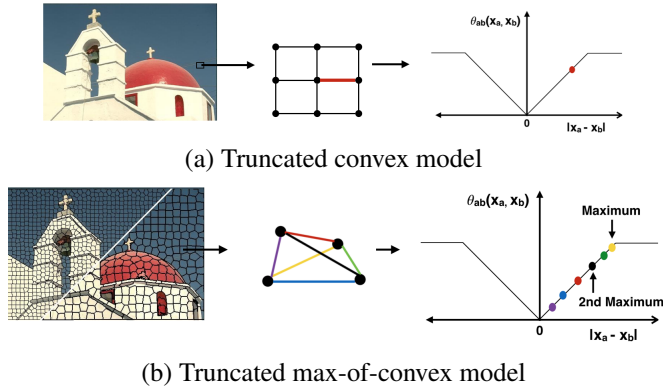 θab(xa, xb)
0
|xa - xb|
(a) Truncated convex model
θab(xa, xb)
Maximum
2nd Maximum
0
|xa - xb|
(b) Truncated max-of-convex model